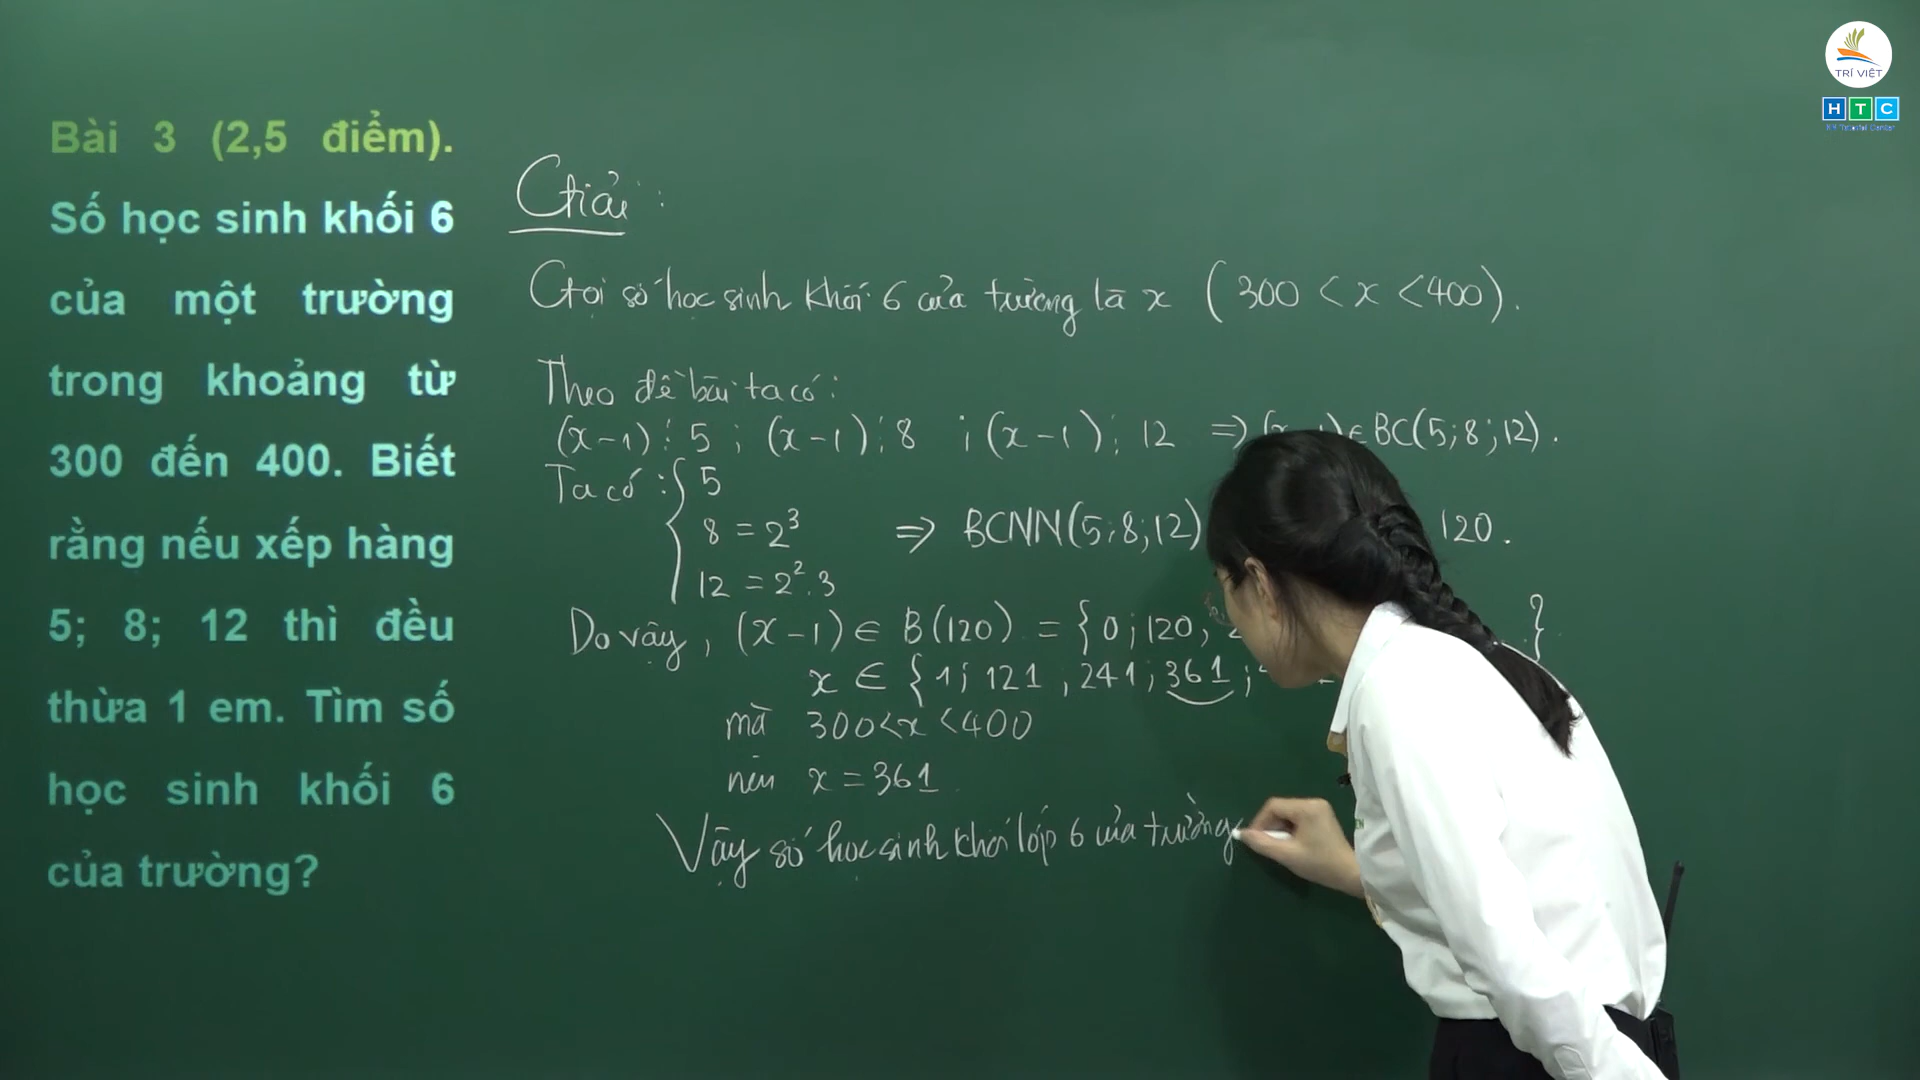 Bài 3 (2,5 điểm).
Số học sinh khối 6
của một trường
trong khoảng từ
300 đến 400. Biết
rằng nếu xếp hàng
5; 8; 12 thì đều
thừa 1 em. Tìm số
học sinh khối 6
của trường?
Giải:
Gọi số học sinh khối 6 của trường là x (300 < x < 400).
Theo đề bài ta có:
(x-1) ⋮ 5 ; (x-1) ⋮ 8 ; (x-1) ⋮ 12 => ∈ BC(5;8;12).
Ta có : { 5
8 = 2³
12 = 2².3
=> BCNN(5;8;12) 120.
Do vậy, (x-1) ∈ B(120) = {0;120; }
x ∈ {1; 121 ; 241; 361 ;
mà 300<x<400
nên x = 361
Vậy số học sinh khối lớp 6 của trường
TRÍ VIỆT
HTC